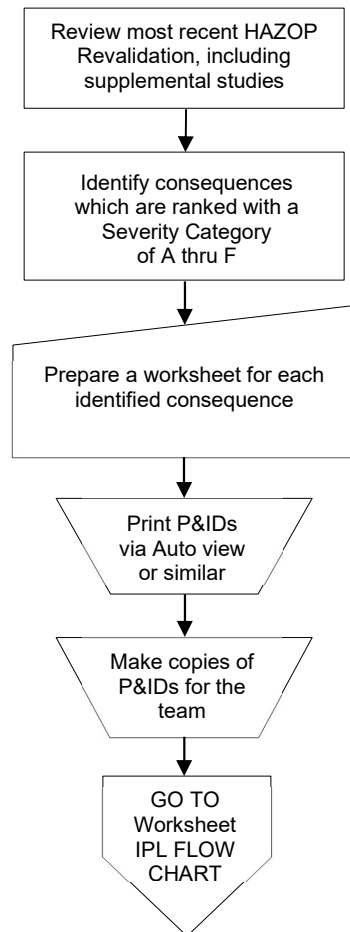 Review most recent HAZOP
Revalidation, including
supplemental studies
Identify consequences
which are ranked with a
Severity Category
of A thru F
Prepare a worksheet for each
identified consequence
Print P&IDs
via Auto view
or similar
Make copies of
P&IDs for the
team
GO TO
Worksheet
IPL FLOW
CHART